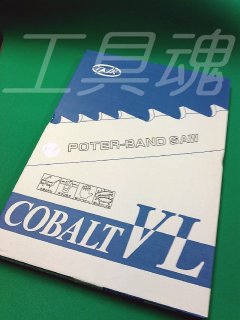 工具魂
POTER-BAND SAW
COBALT VL